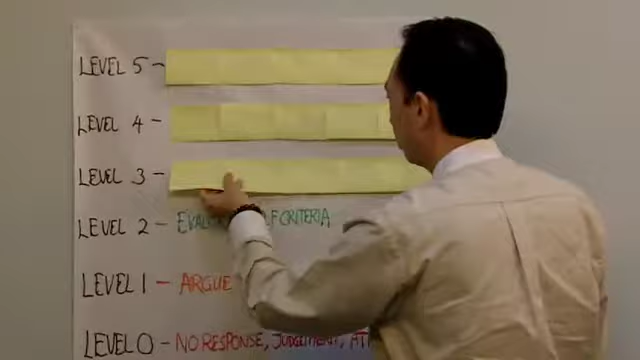 LEVEL 5 -
LEVEL 4 -
LEVEL 3 -
LEVEL 2 - CRITERIA
LEVEL 1 - ARGUE
LEVEL 0 - NO RESPONSE, JUDGEMENT,